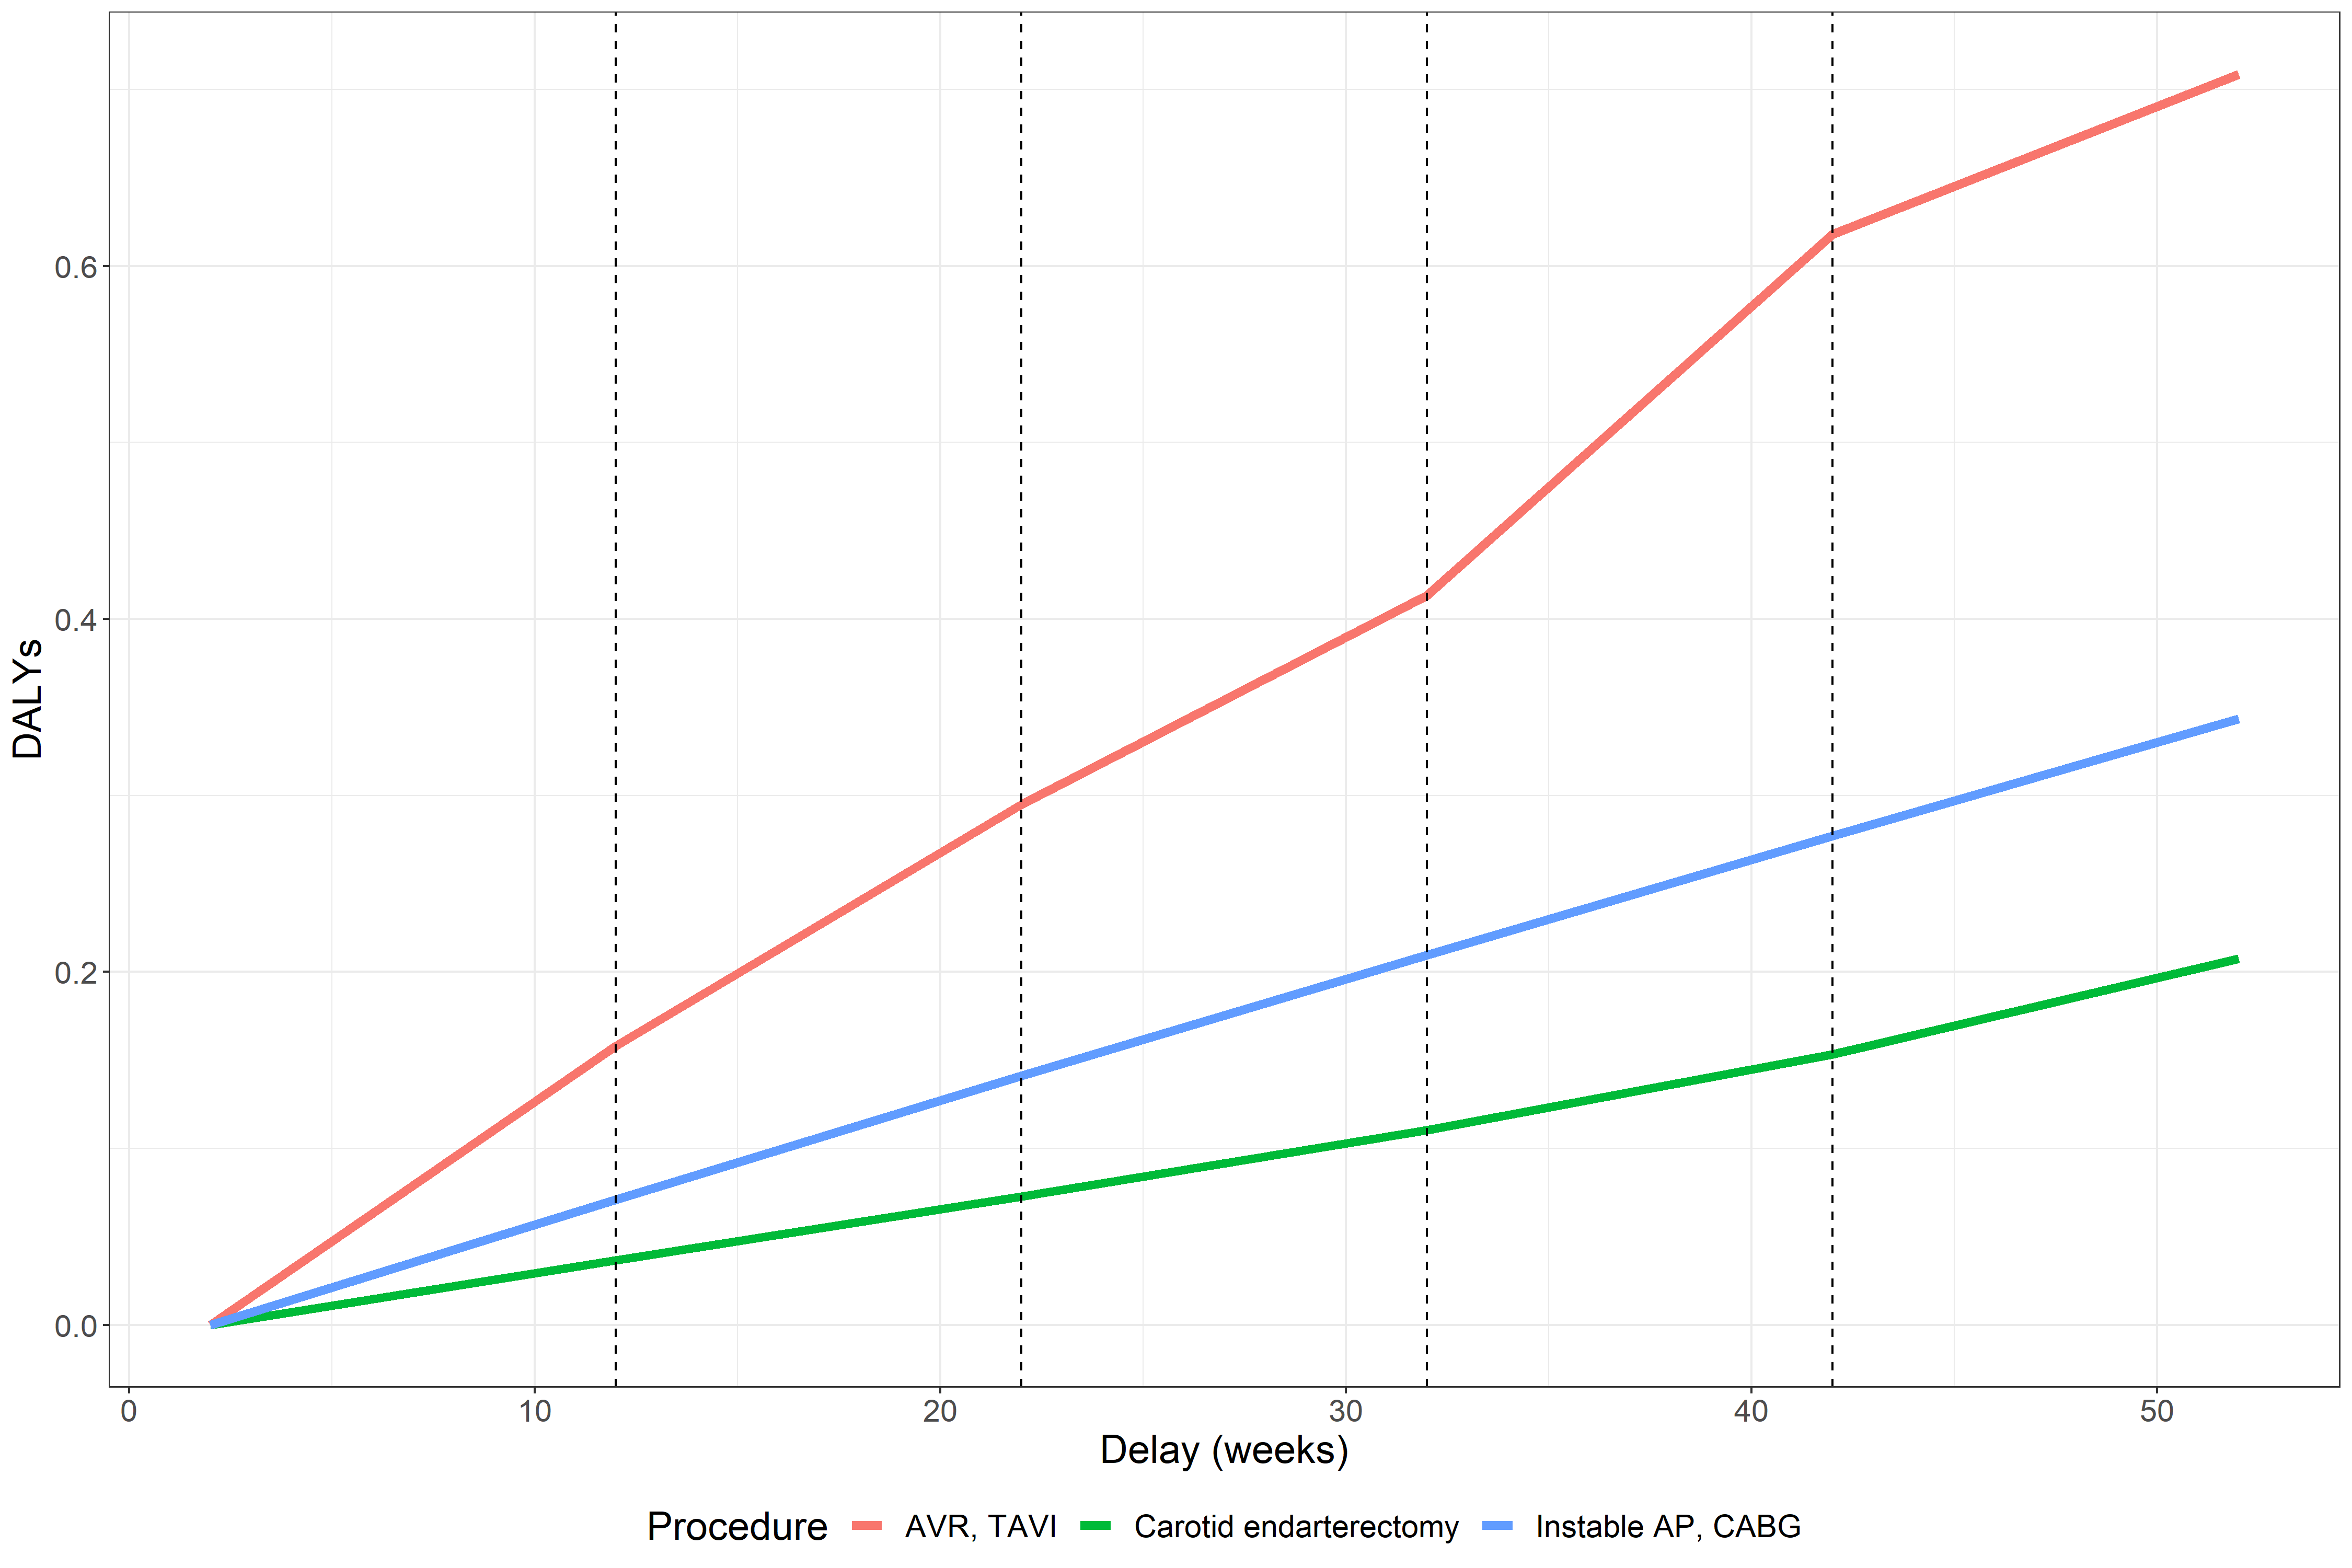 DALYs
0.6
0.4
0.2
0.0
0 10 20 30 40 50
Delay (weeks)
Procedure AVR, TAVI Carotid endarterectomy Instable AP, CABG